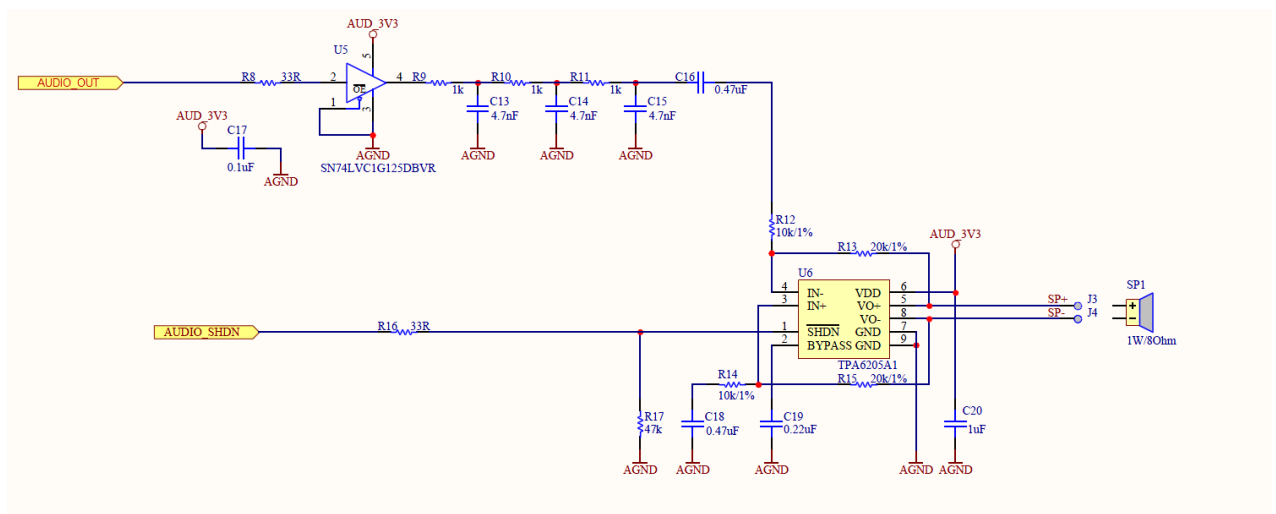 AUD_3V3
U5
5
AUDIO_OUT
R8 33R
2
OE
4
R9
1k
R10
1k
R11
1k
C16
0.47uF
1
3
C13
4.7nF
C14
4.7nF
C15
4.7nF
AUD_3V3
C17
0.1uF
AGND
AGND
SN74LVC1G125DBVR
AGND
AGND
AGND
R12
10k/1%
R13 20k/1%
AUD_3V3
U6
4 IN- VDD 6
3 IN+ VO+ 5
VO- 8
1 SHDN GND 7
2 BYPASS GND 9
TPA6205A1
SP+ J3
SP- J4
SP1
+
-
1W/8Ohm
AUDIO_SHDN
R16 33R
R14
10k/1%
R15 20k/1%
R17
47k
C18
0.47uF
C19
0.22uF
C20
1uF
AGND
AGND
AGND
AGND
AGND